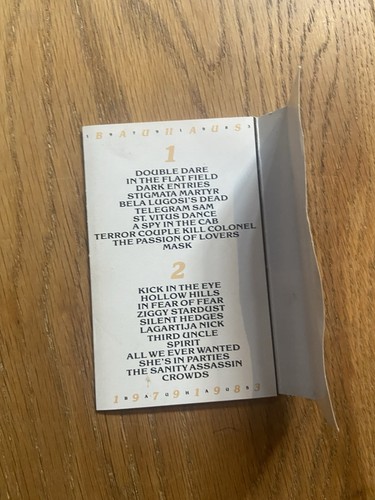 BAUHAUS
1
DOUBLE DARE
IN THE FLAT FIELD
DARK ENTRIES
STIGMATA MARTYR
BELA LUGOSI'S DEAD
TELEGRAM SAM
ST. VITUS DANCE
A SPY IN THE CAB
TERROR COUPLE KILL COLONEL
THE PASSION OF LOVERS
MASK
2
KICK IN THE EYE
HOLLOW HILLS
IN FEAR OF FEAR
ZIGGY STARDUST
SILENT HEDGES
LAGARTIJA NICK
THIRD UNCLE
SPIRIT
ALL WE EVER WANTED
SHE'S IN PARTIES
THE SANITY ASSASSIN
CROWDS
19791983